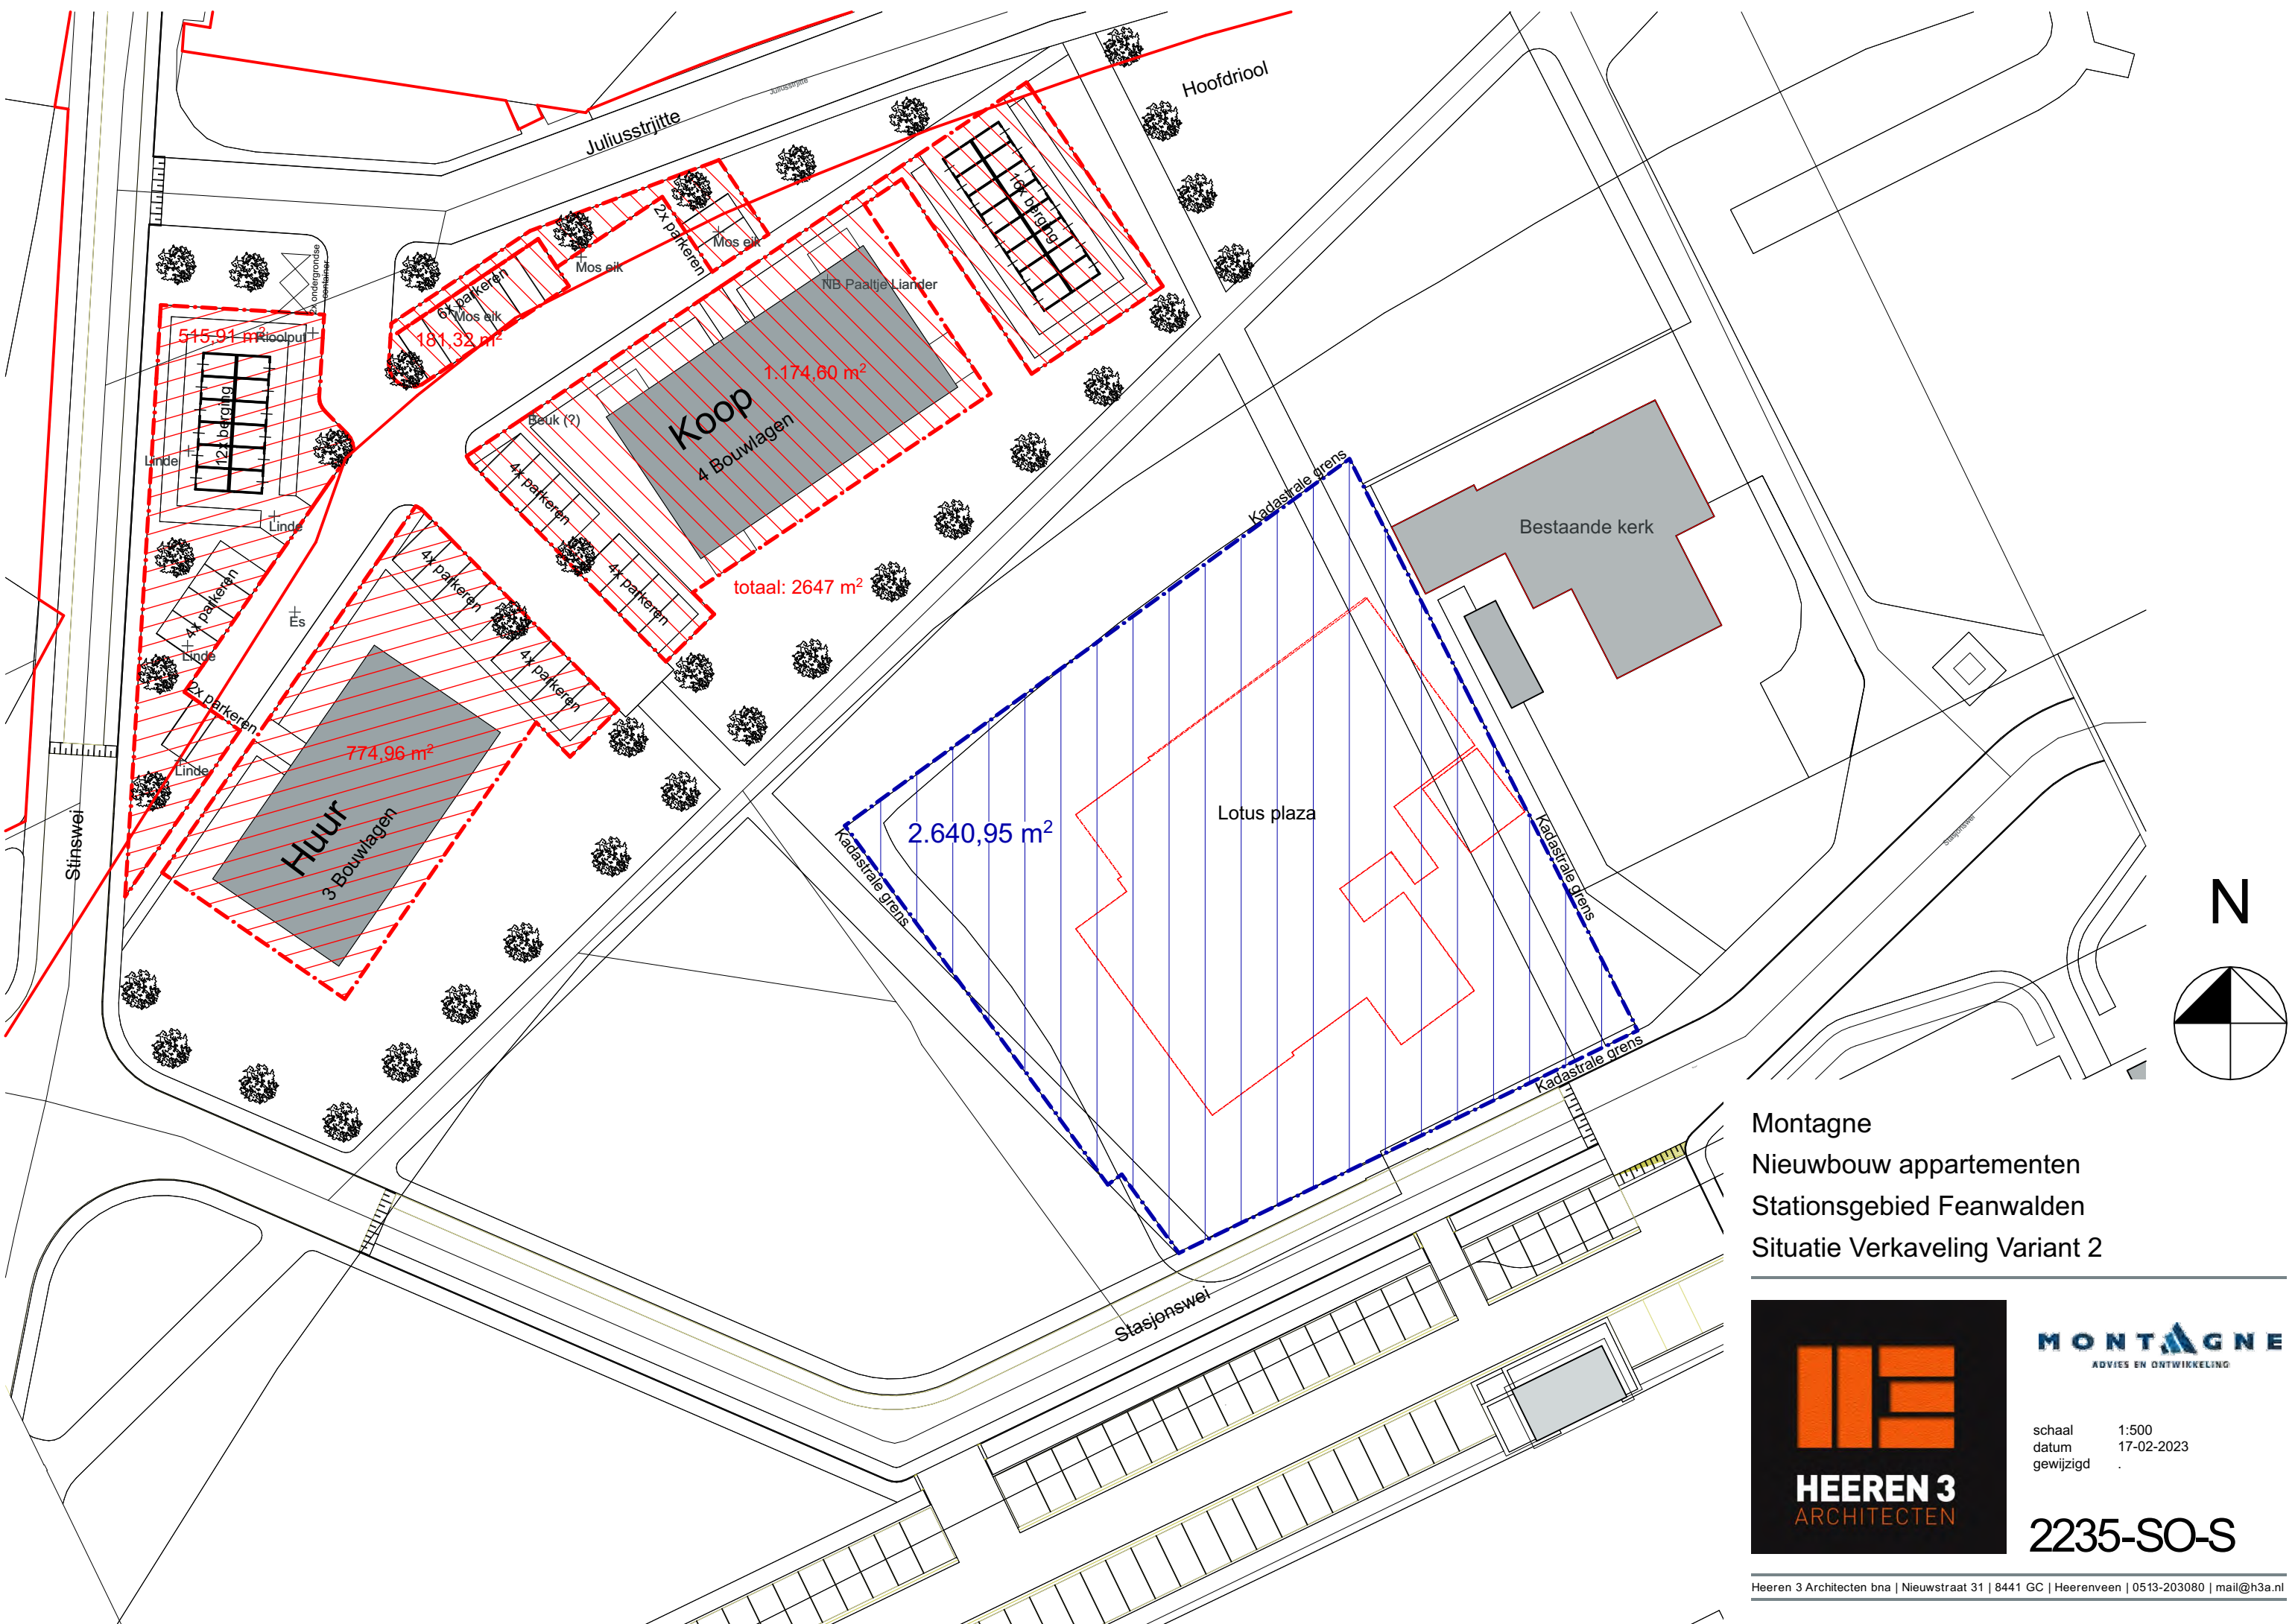 Hoofdriool
Juliusstrjitte
Juliusstrjitte
16x berging
2x parkeren
Mos eik
Mos eik
6x parkeren
Mos eik
181,32 m²
2x ondergrondse
container
515,91 m²
Rioolput
12x berging
Linde
Linde
NB Paaltje Liander
1.174,60 m²
Koop
4 Bouwlagen
Beuk (?)
4x parkeren
4x parkeren
totaal: 2647 m²
4x parkeren
4x parkeren
4x parkeren
Es
Linde
2x parkeren
Linde
774,96 m²
Huur
3 Bouwlagen
Stinswei
Kadastrale grens
Bestaande kerk
Lotus plaza
2.640,95 m²
Kadastrale grens
Kadastrale grens
Kadastrale grens
Stasjonswei
Stasjonswei
N
Montagne
Nieuwbouw appartementen
Stationsgebied Feanwalden
Situatie Verkaveling Variant 2
HEEREN 3
ARCHITECTEN
MONTAGNE
ADVIES EN ONTWIKKELING
schaal 1:500
datum 17-02-2023
gewijzigd .
2235-SO-S
Heeren 3 Architecten bna | Nieuwstraat 31 | 8441 GC | Heerenveen | 0513-203080 | mail@h3a.nl